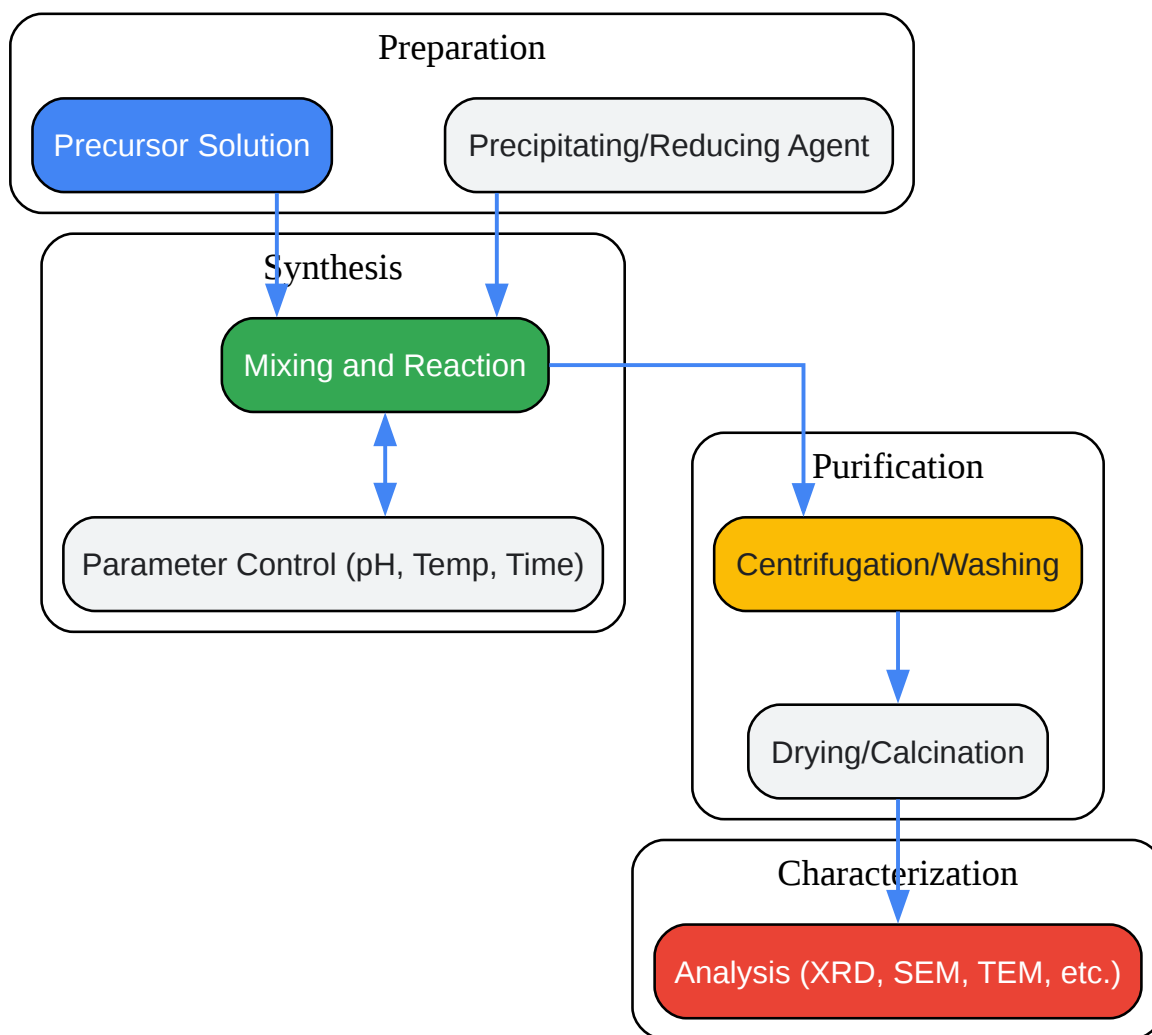 Preparation
Precursor Solution
Precipitating/Reducing Agent
Synthesis
Mixing and Reaction
Parameter Control (pH, Temp, Time)
Purification
Centrifugation/Washing
Drying/Calcination
Characterization
Analysis (XRD, SEM, TEM, etc.)